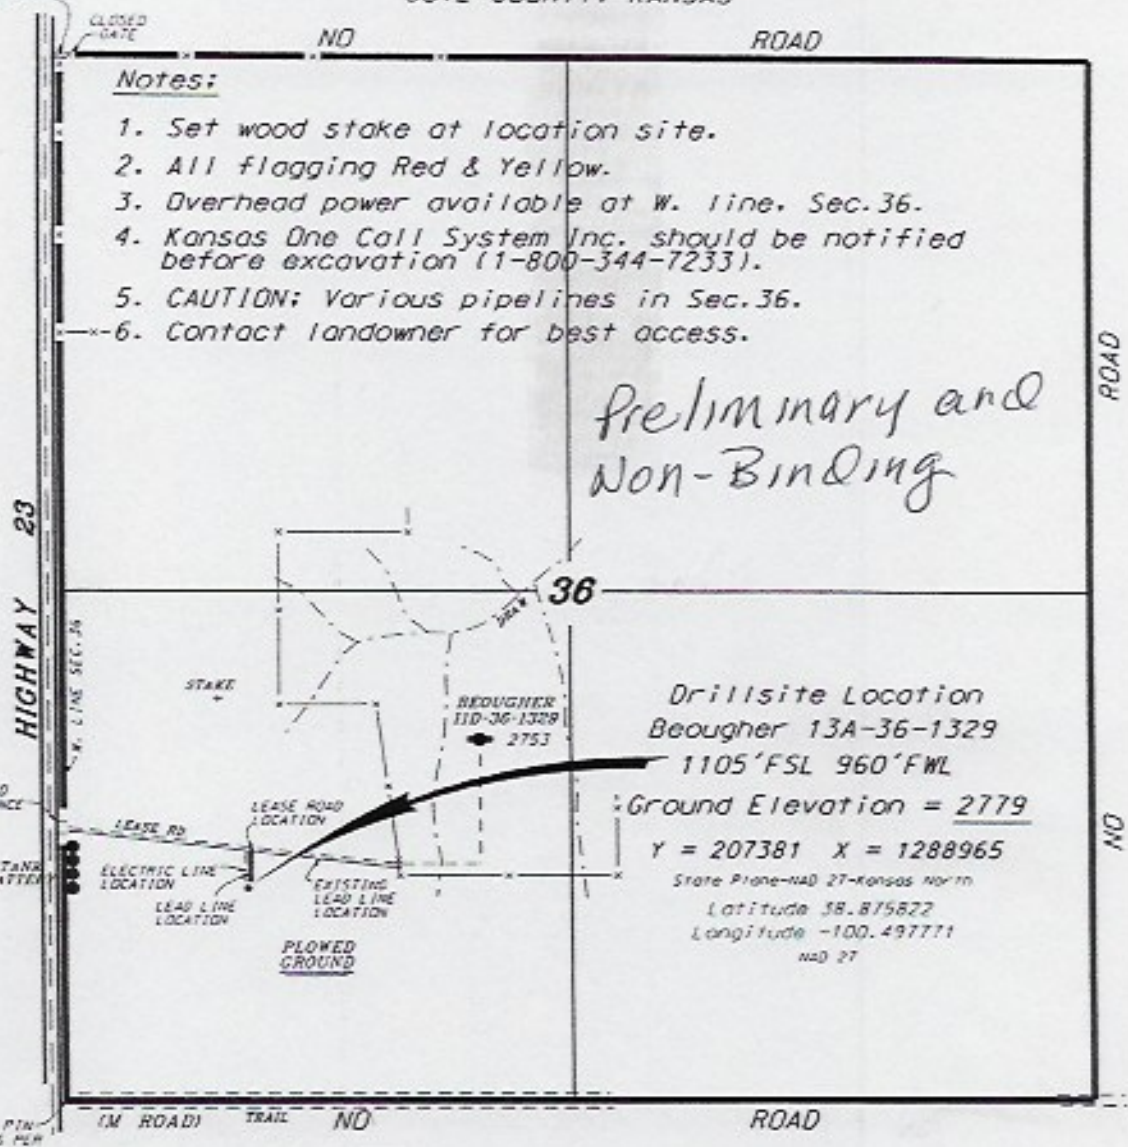 CLOSED
GATE
NO ROAD
Notes:
1. Set wood stake at location site.
2. All flagging Red & Yellow.
3. Overhead power available at W. line, Sec.36.
4. Kansas One Call System Inc. should be notified
before excavation (1-800-344-7233).
5. CAUTION: Various pipelines in Sec.36.
6. Contact landowner for best access.
ROAD
Preliminary and
Non-Binding
HIGHWAY 23
36
DRAW
W. LINE SEC.36
STAKE
BEOUGHER
11D-36-1329
2753
Drillsite Location
Beougher 13A-36-1329
1105'FSL 960'FWL
Ground Elevation = 2779
Y = 207381 X = 1288965
State Plane-NAD 27-Kansas North
Latitude 38.875822
Longitude -100.497771
NAD 27
NO
LEASE ROAD
LOCATION
LEASE RD
ELECTRIC LINE
LOCATION
LEAD LINE
LOCATION
EXISTING
LEAD LINE
LOCATION
TANK
PLOWED
GROUND
(M ROAD) TRAIL NO ROAD
PIN
PER